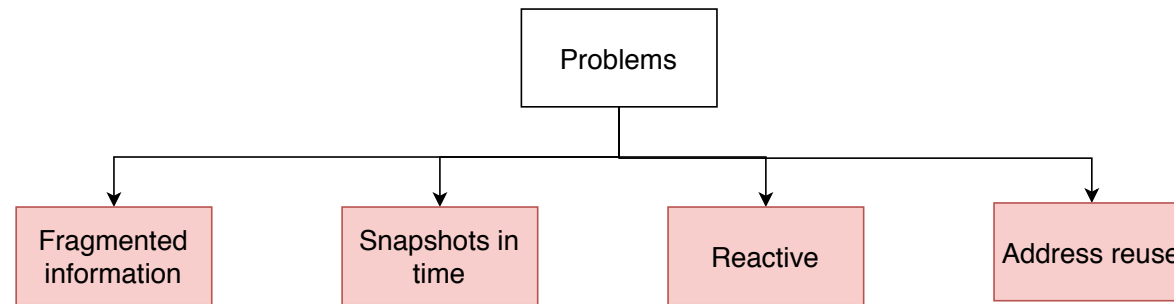 Problems
Fragmented
information
Snapshots in
time
Reactive
Address reuse